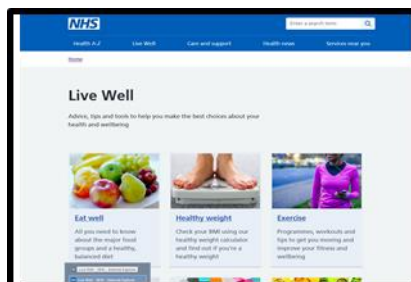 NHS
Enter a search term
Health A-Z Live Well Care and support Health news Services near you
Home
Live Well
Advice, tips and tools to help you make the best choices about your
health and wellbeing
Eat well
All you need to know
about the major food
groups and a healthy,
balanced diet
Healthy weight
Check your BMI using our
healthy weight calculator
and find out if you're a
healthy weight
Exercise
Programmes, workouts and
tips to get you moving and
improve your fitness and
wellbeing